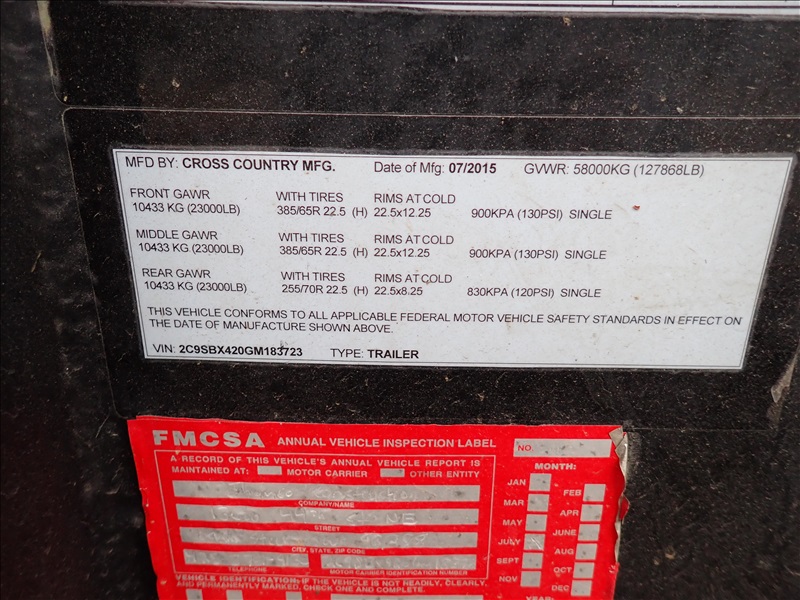 MFD BY: CROSS COUNTRY MFG. Date of Mfg: 07/2015 GVWR: 58000KG (127868LB)
FRONT GAWR WITH TIRES RIMS AT COLD
10433 KG (23000LB) 385/65R 22.5 (H) 22.5x12.25 900KPA (130PSI) SINGLE
MIDDLE GAWR WITH TIRES RIMS AT COLD
10433 KG (23000LB) 385/65R 22.5 (H) 22.5x12.25 900KPA (130PSI) SINGLE
REAR GAWR WITH TIRES RIMS AT COLD
10433 KG (23000LB) 255/70R 22.5 (H) 22.5x8.25 830KPA (120PSI) SINGLE
THIS VEHICLE CONFORMS TO ALL APPLICABLE FEDERAL MOTOR VEHICLE SAFETY STANDARDS IN EFFECT ON
THE DATE OF MANUFACTURE SHOWN ABOVE.
VIN: 2C9SBX420GM183723 TYPE: TRAILER
FMCSA ANNUAL VEHICLE INSPECTION LABEL NO.
A RECORD OF THIS VEHICLE'S ANNUAL VEHICLE REPORT IS
MAINTAINED AT: MOTOR CARRIER OTHER ENTITY
COMPANY/NAME
STREET
CITY, STATE, ZIP CODE
TELEPHONE MOTOR CARRIER IDENTIFICATION NUMBER
VEHICLE IDENTIFICATION: IF THE VEHICLE IS NOT READILY, CLEARLY,
AND PERMANENTLY MARKED, CHECK ONE AND COMPLETE.
MONTH:
JAN FEB
MAR APR
MAY JUNE
JULY AUG
SEPT OCT
NOV DEC
YEAR: